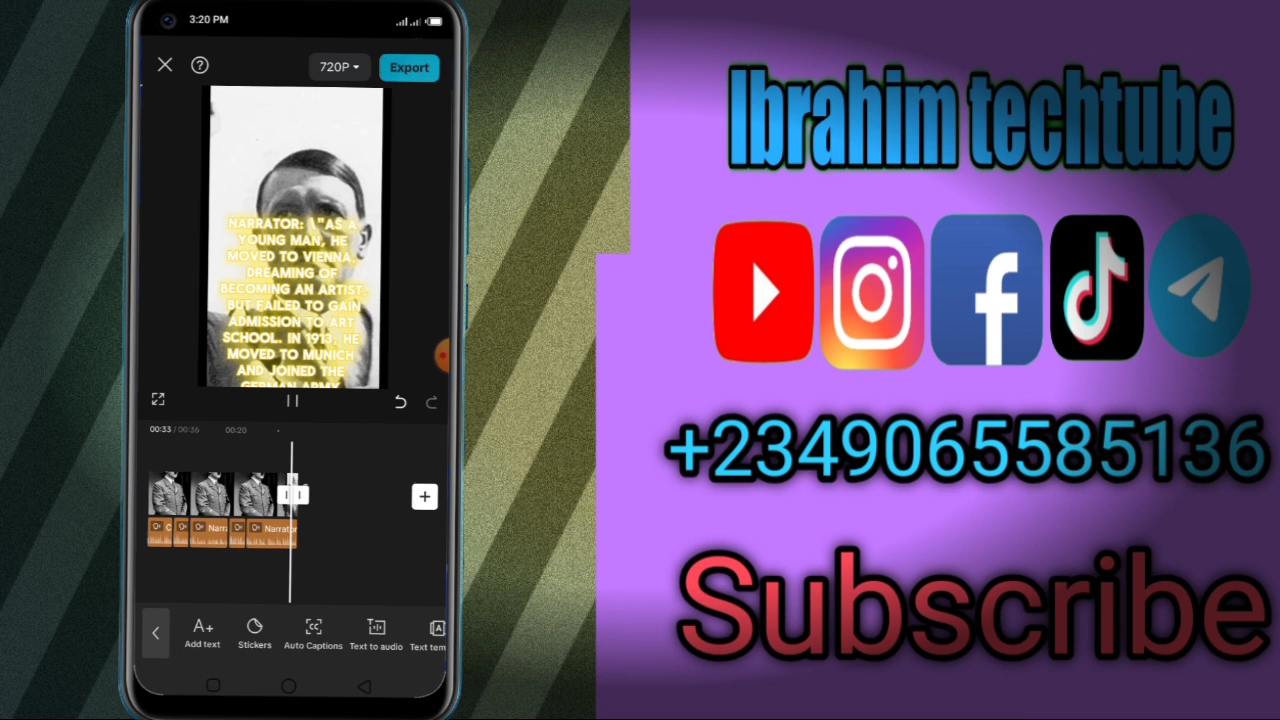 3:20 PM
720P
Export
NARRATOR: \"AS A
YOUNG MAN, HE
MOVED TO VIENNA,
DREAMING OF
BECOMING AN ARTIST
BUT FAILED TO GAIN
ADMISSION TO ART
SCHOOL. IN 1913, HE
MOVED TO MUNICH
AND JOINED THE
GERMAN ARMY
00:33 / 00:36
00:20
C
Narra
Narrator
A+
Add text
Stickers
Auto Captions
Text to audio
Text tem
Ibrahim techtube
+2349065585136
Subscribe